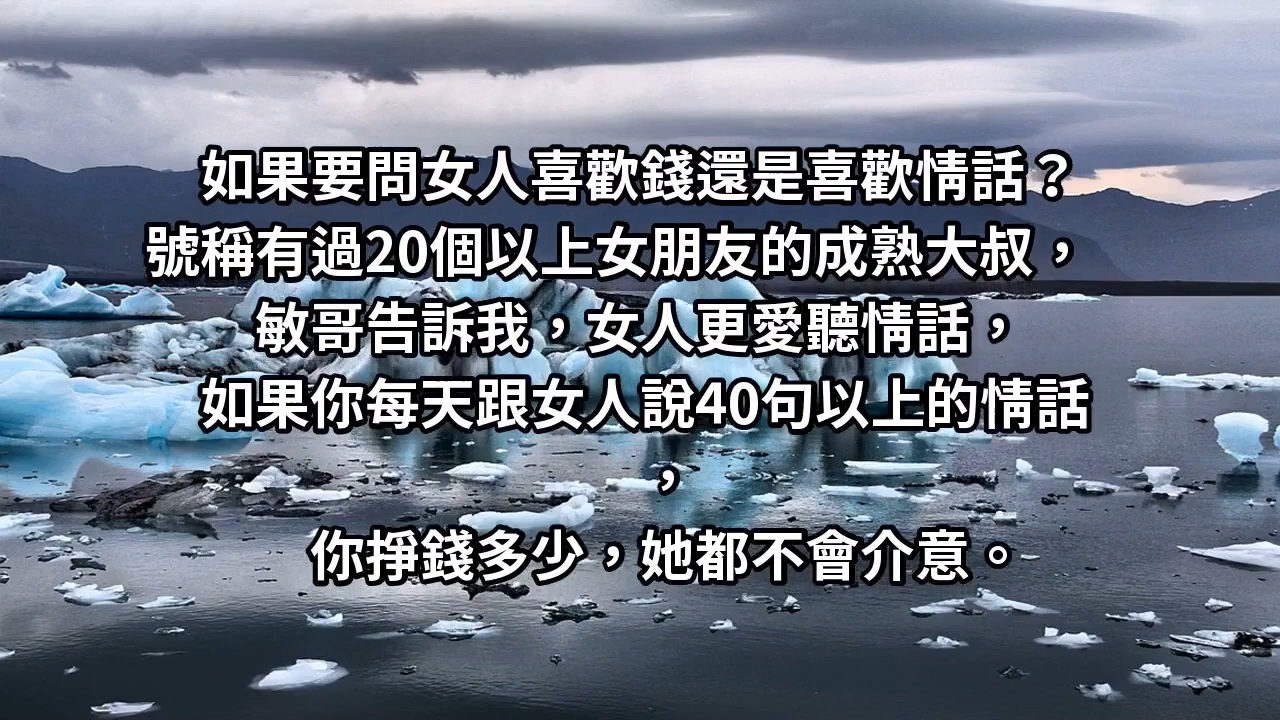 如果要問女人喜歡錢還是喜歡情話？
號稱有過20個以上女朋友的成熟大叔，
敏哥告訴我，女人更愛聽情話，
如果你每天跟女人說40句以上的情話
，
你掙錢多少，她都不會介意。